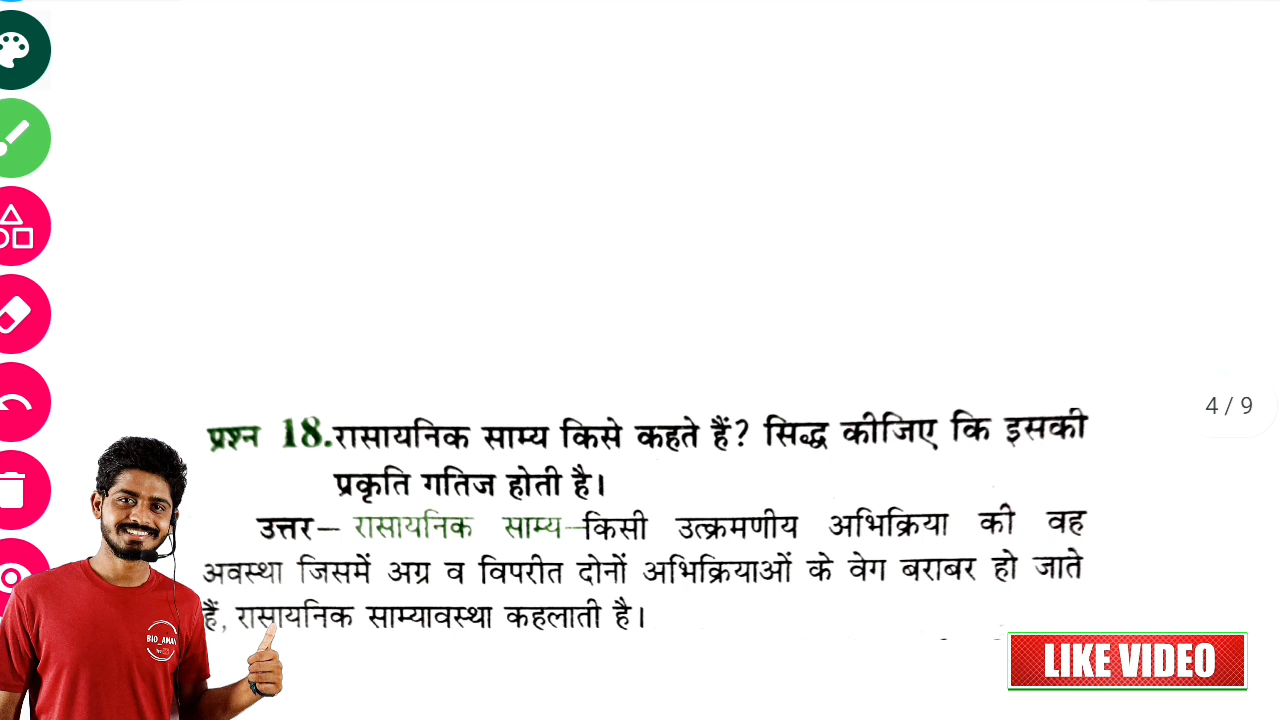 4 / 9
प्रश्न 18.रासायनिक साम्य किसे कहते हैं? सिद्ध कीजिए कि इसकी
प्रकृति गतिज होती है।
उत्तर– रासायनिक साम्य–किसी उत्क्रमणीय अभिक्रिया की वह
अवस्था जिसमें अग्र व विपरीत दोनों अभिक्रियाओं के वेग बराबर हो जाते
हैं, रासायनिक साम्यावस्था कहलाती है।
BIO_AMAN
LIKE VIDEO